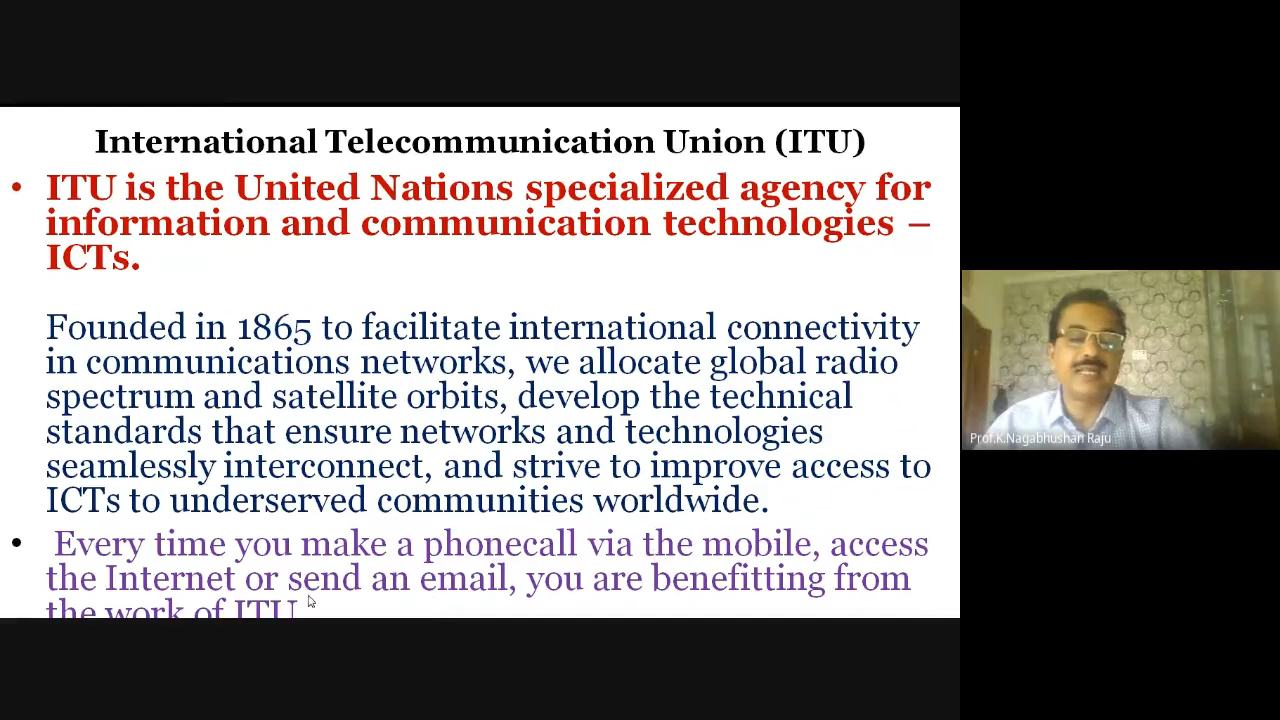 International Telecommunication Union (ITU)
• ITU is the United Nations specialized agency for
information and communication technologies –
ICTs.
Founded in 1865 to facilitate international connectivity
in communications networks, we allocate global radio
spectrum and satellite orbits, develop the technical
standards that ensure networks and technologies
seamlessly interconnect, and strive to improve access to
ICTs to underserved communities worldwide.
• Every time you make a phonecall via the mobile, access
the Internet or send an email, you are benefitting from
the work of ITU
Prof.K.Nagabhushan Raju